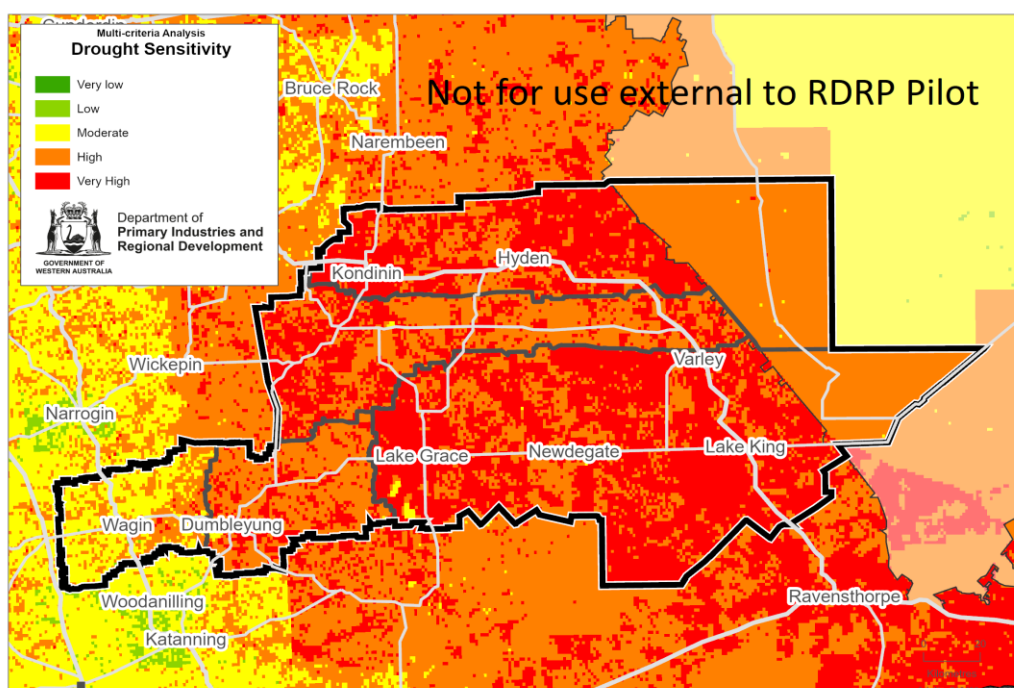 Multi-criteria Analysis
Drought Sensitivity
Very low
Low
Moderate
High
Very High
Department of
Primary Industries and
Regional Development
GOVERNMENT OF
WESTERN AUSTRALIA
Not for use external to RDRP Pilot
Bruce Rock
Narembeen
Hyden
Kondinin
Wickepin
Varley
Narrogin
Lake Grace
Newdegate
Lake King
Wagin
Dumbleyung
Woodanilling
Ravensthorpe
Katanning